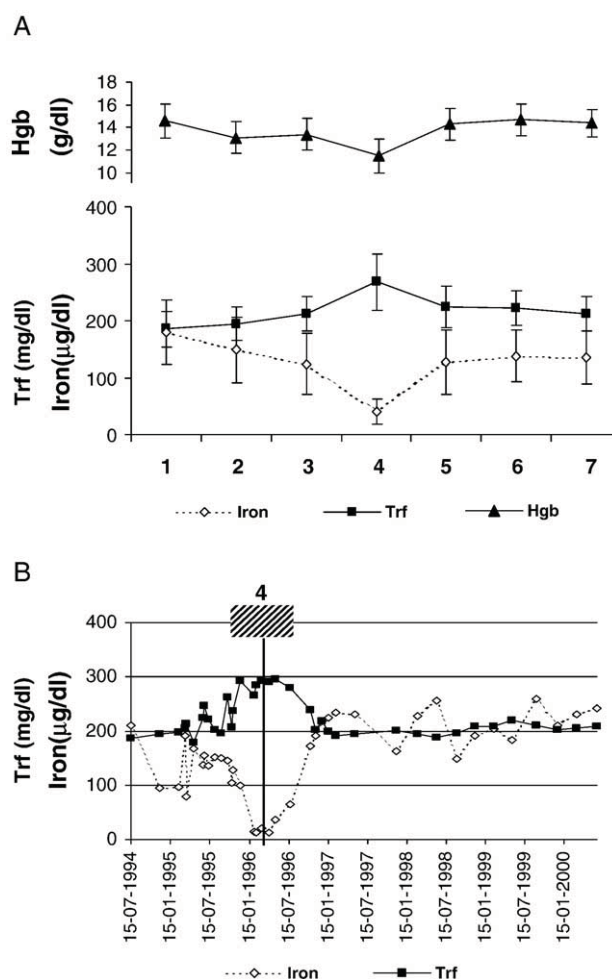 A
Hgb
(g/dl)
18
16
14
12
10
Trf (mg/dl)
Iron(µg/dl)
400
300
200
100
0
1 2 3 4 5 6 7
Iron Trf Hgb
B
4
Trf (mg/dl)
Iron(µg/dl)
400
300
200
100
0
15-07-1994
15-01-1995
15-07-1995
15-01-1996
15-07-1996
15-01-1997
15-07-1997
15-01-1998
15-07-1998
15-01-1999
15-07-1999
15-01-2000
Iron Trf